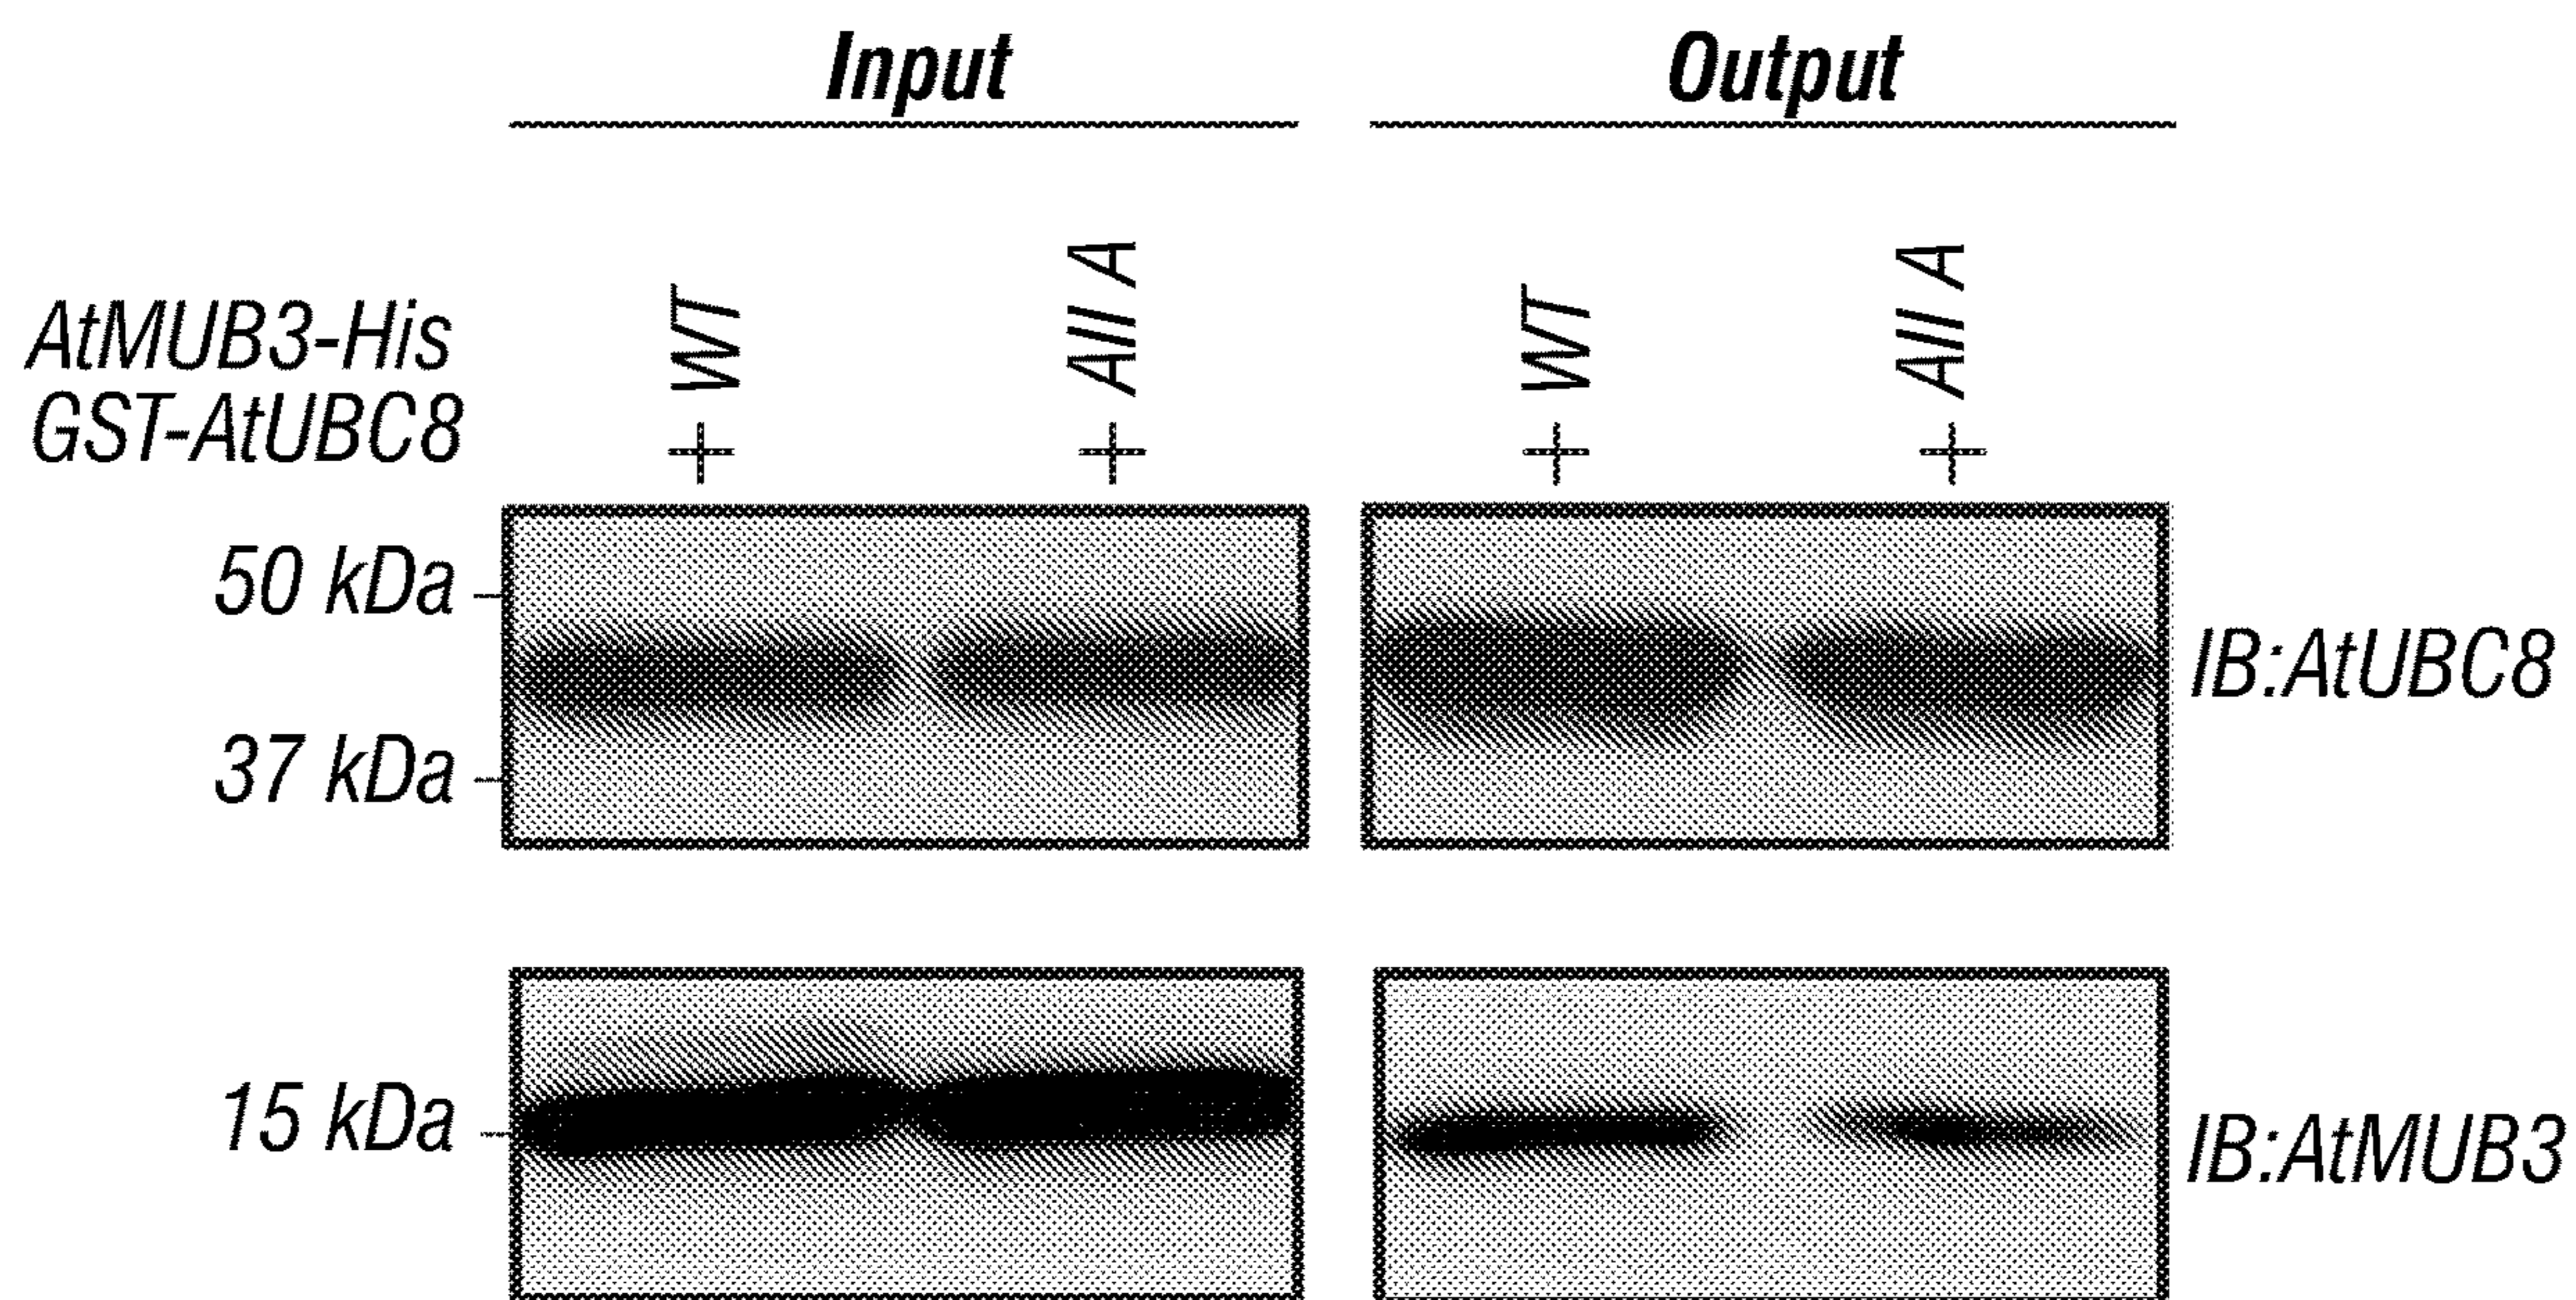 Input Output
AtMUB3-His WT All A WT All A
GST-AtUBC8 + + + +
50 kDa
IB:AtUBC8
37 kDa
15 kDa IB:AtMUB3